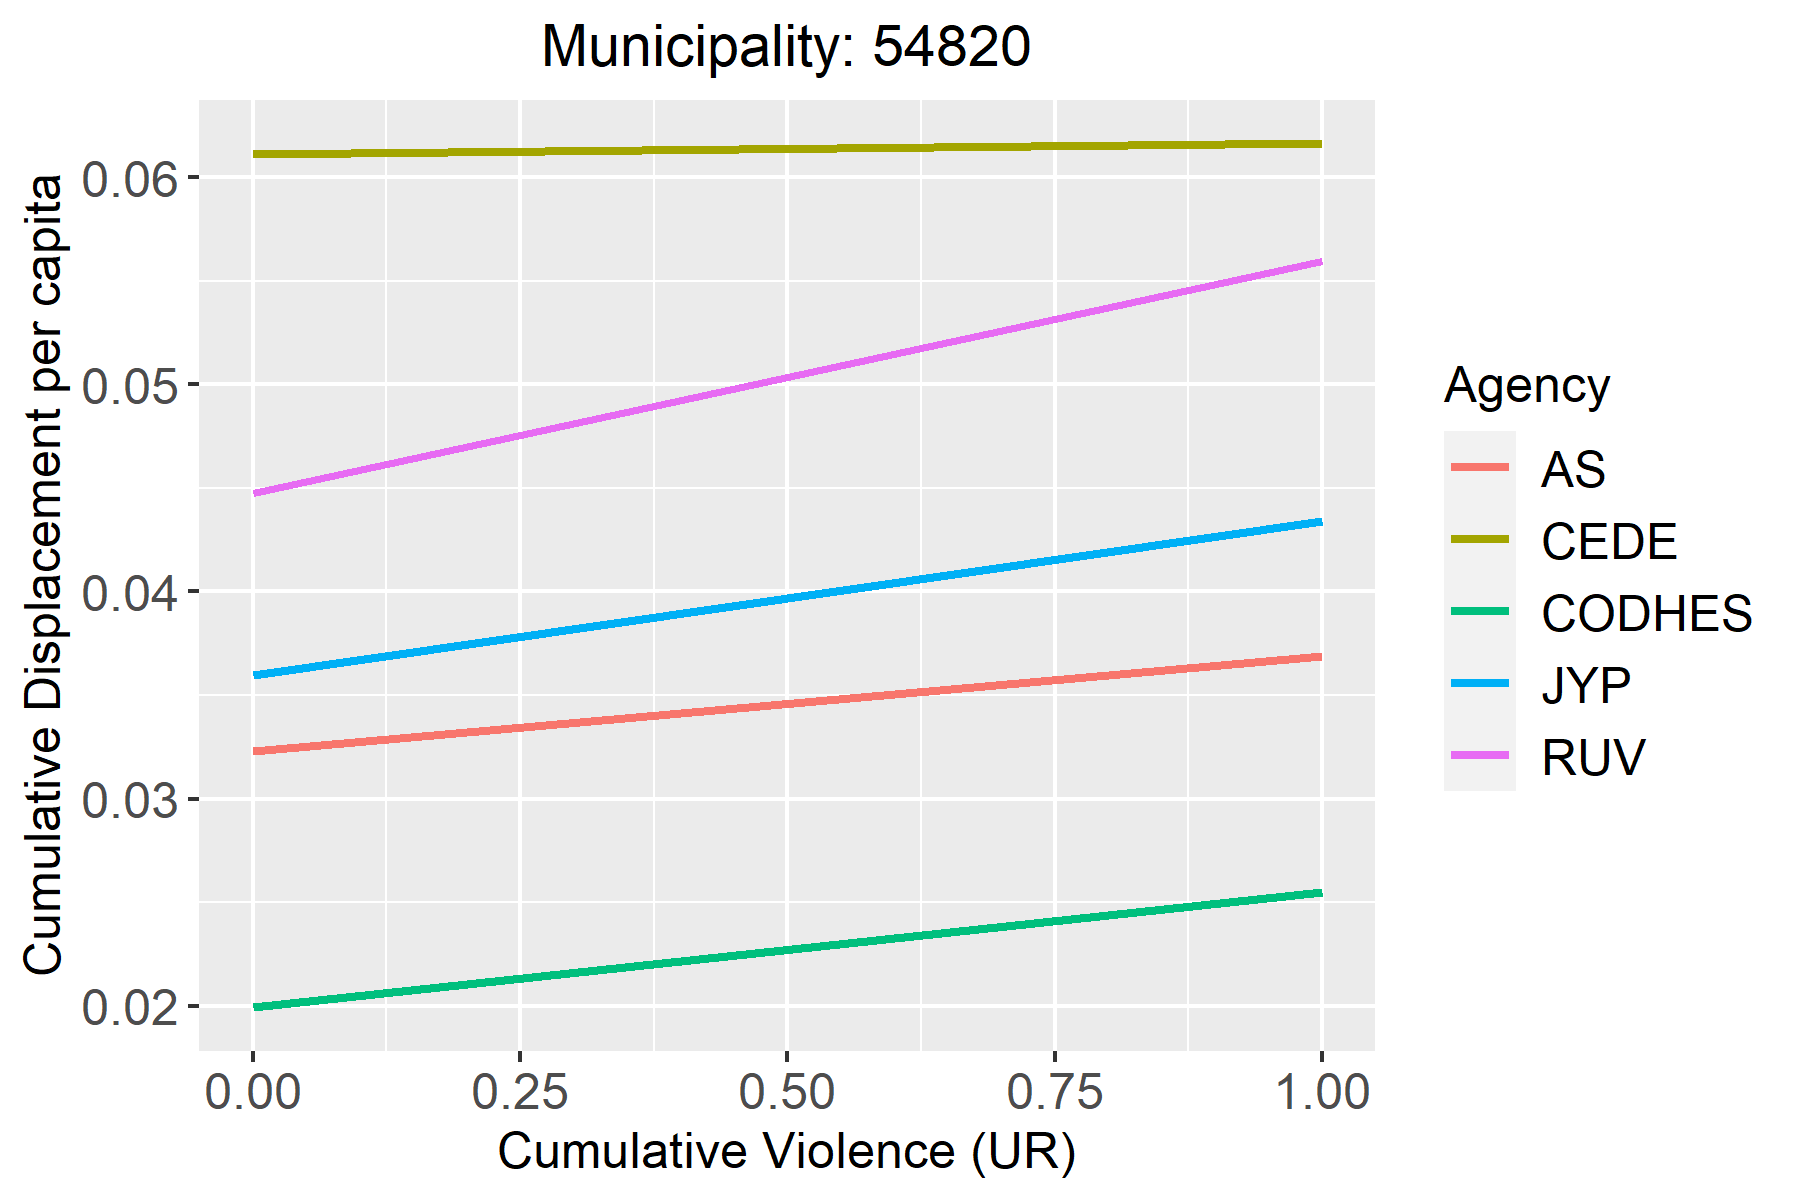 Municipality: 54820
Cumulative Displacement per capita
0.06
0.05
0.04
0.03
0.02
0.00 0.25 0.50 0.75 1.00
Cumulative Violence (UR)
Agency
AS
CEDE
CODHES
JYP
RUV